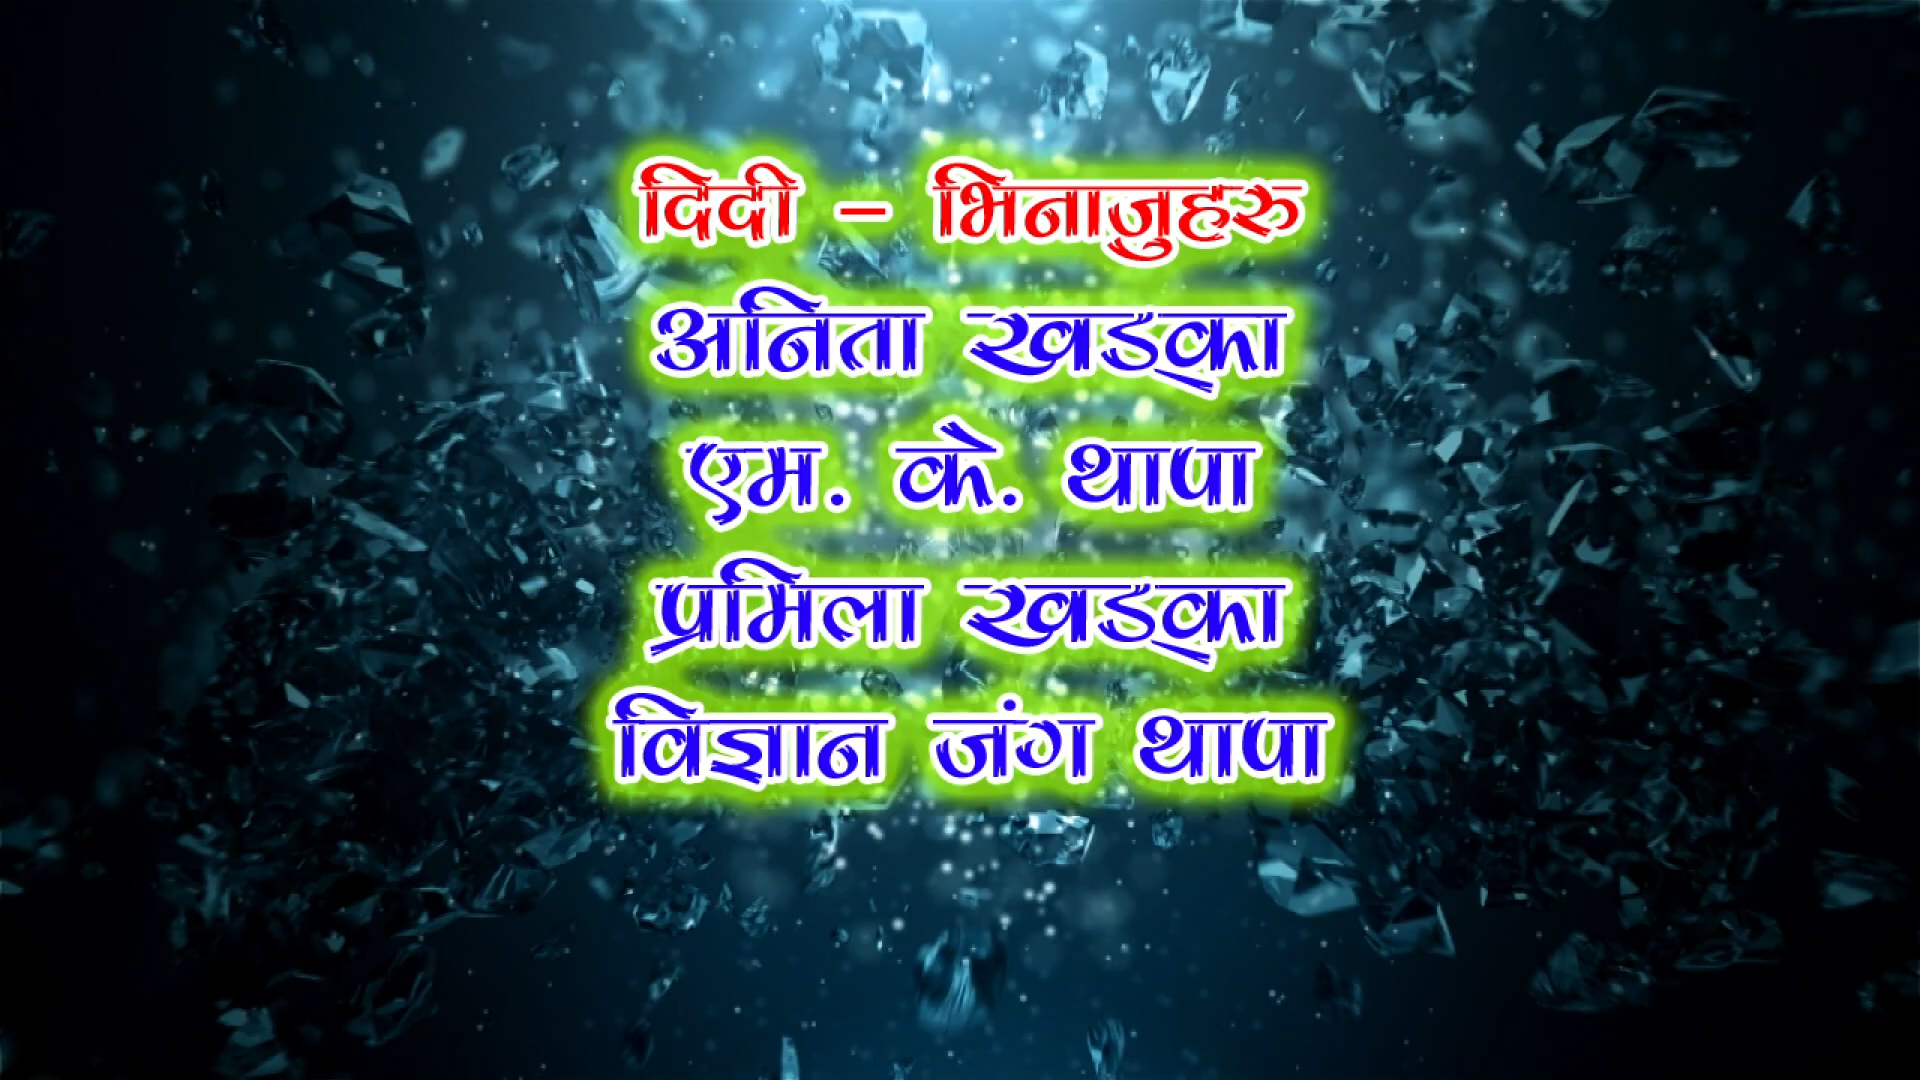 दिदी - भिनाजुहरु
अनिता खड्का
एम. के. थापा
प्रमिला खड्का
विज्ञान जंग थापा